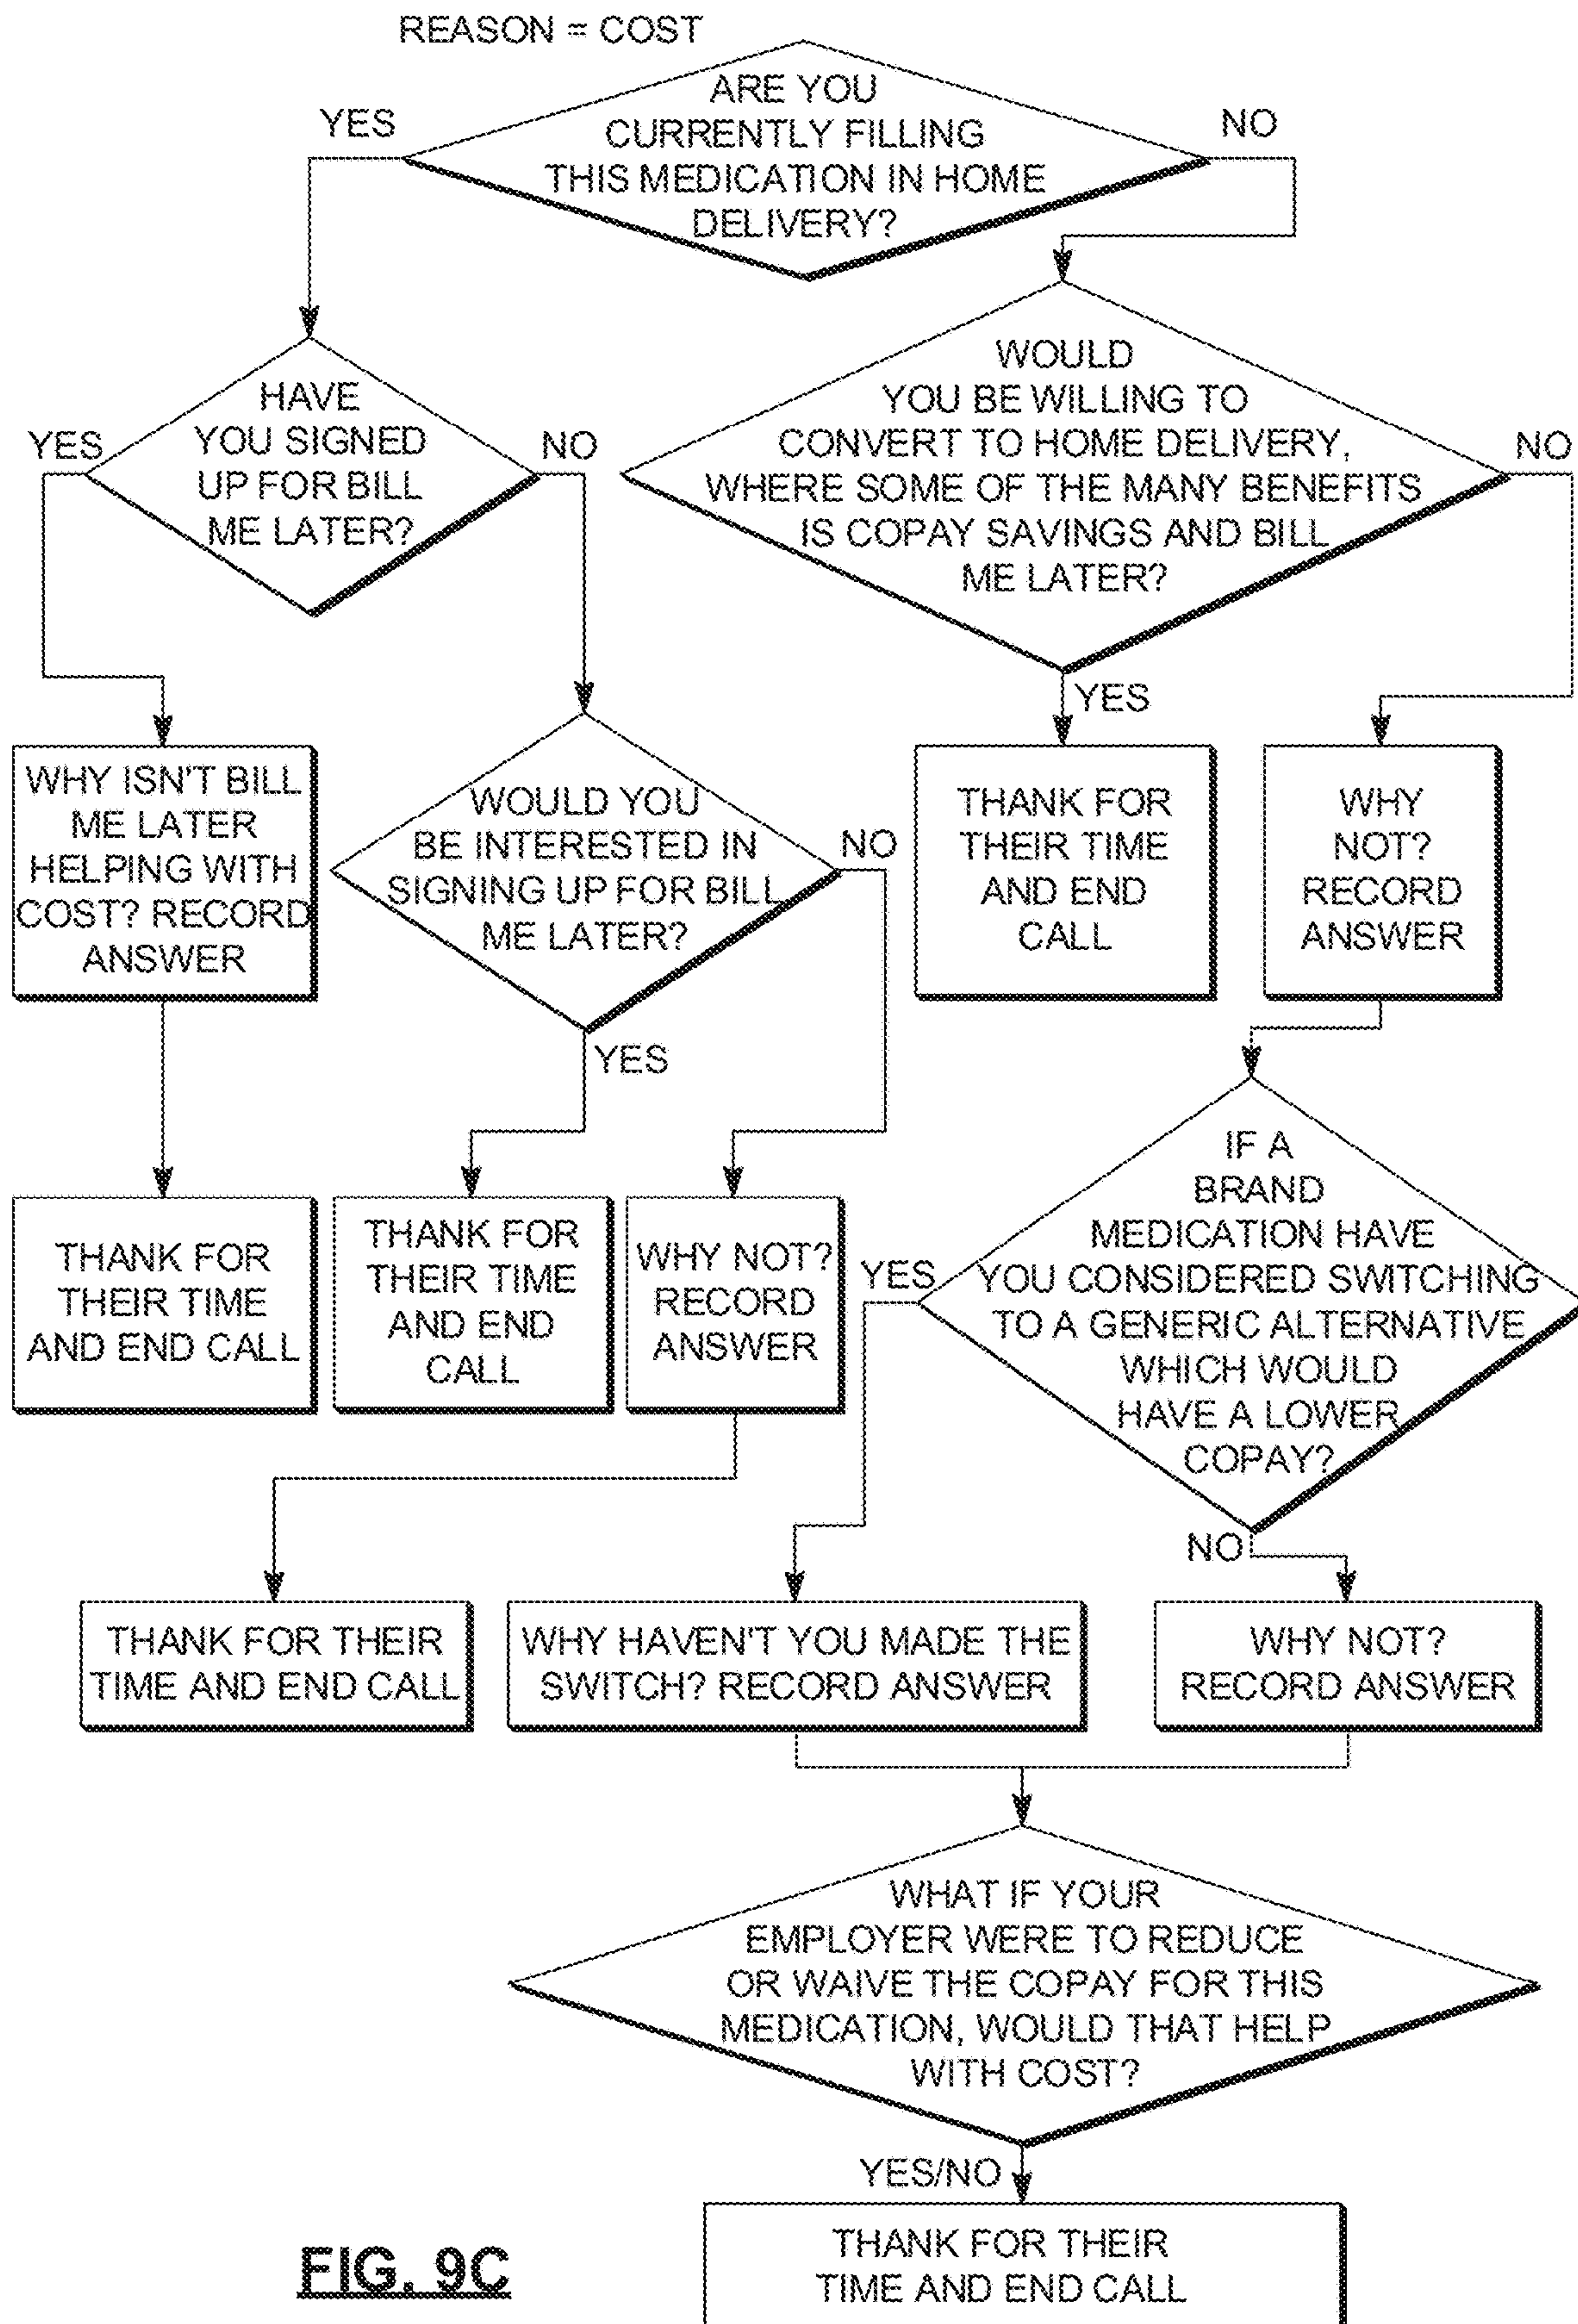 REASON = COST
ARE YOU
CURRENTLY FILLING
THIS MEDICATION IN HOME
DELIVERY?
YES
NO
HAVE
YOU SIGNED
UP FOR BILL
ME LATER?
YES
NO
WOULD
YOU BE WILLING TO
CONVERT TO HOME DELIVERY,
WHERE SOME OF THE MANY BENEFITS
IS COPAY SAVINGS AND BILL
ME LATER?
NO
YES
WHY ISN'T BILL
ME LATER
HELPING WITH
COST? RECORD
ANSWER
WOULD YOU
BE INTERESTED IN
SIGNING UP FOR BILL
ME LATER?
NO
YES
THANK FOR
THEIR TIME
AND END
CALL
WHY
NOT?
RECORD
ANSWER
THANK FOR
THEIR TIME
AND END CALL
THANK FOR
THEIR TIME
AND END
CALL
WHY NOT?
RECORD
ANSWER
IF A
BRAND
MEDICATION HAVE
YOU CONSIDERED SWITCHING
TO A GENERIC ALTERNATIVE
WHICH WOULD
HAVE A LOWER
COPAY?
YES
NO
THANK FOR THEIR
TIME AND END CALL
WHY HAVEN'T YOU MADE THE
SWITCH? RECORD ANSWER
WHY NOT?
RECORD ANSWER
WHAT IF YOUR
EMPLOYER WERE TO REDUCE
OR WAIVE THE COPAY FOR THIS
MEDICATION, WOULD THAT HELP
WITH COST?
YES/NO
THANK FOR THEIR
TIME AND END CALL
FIG. 9C